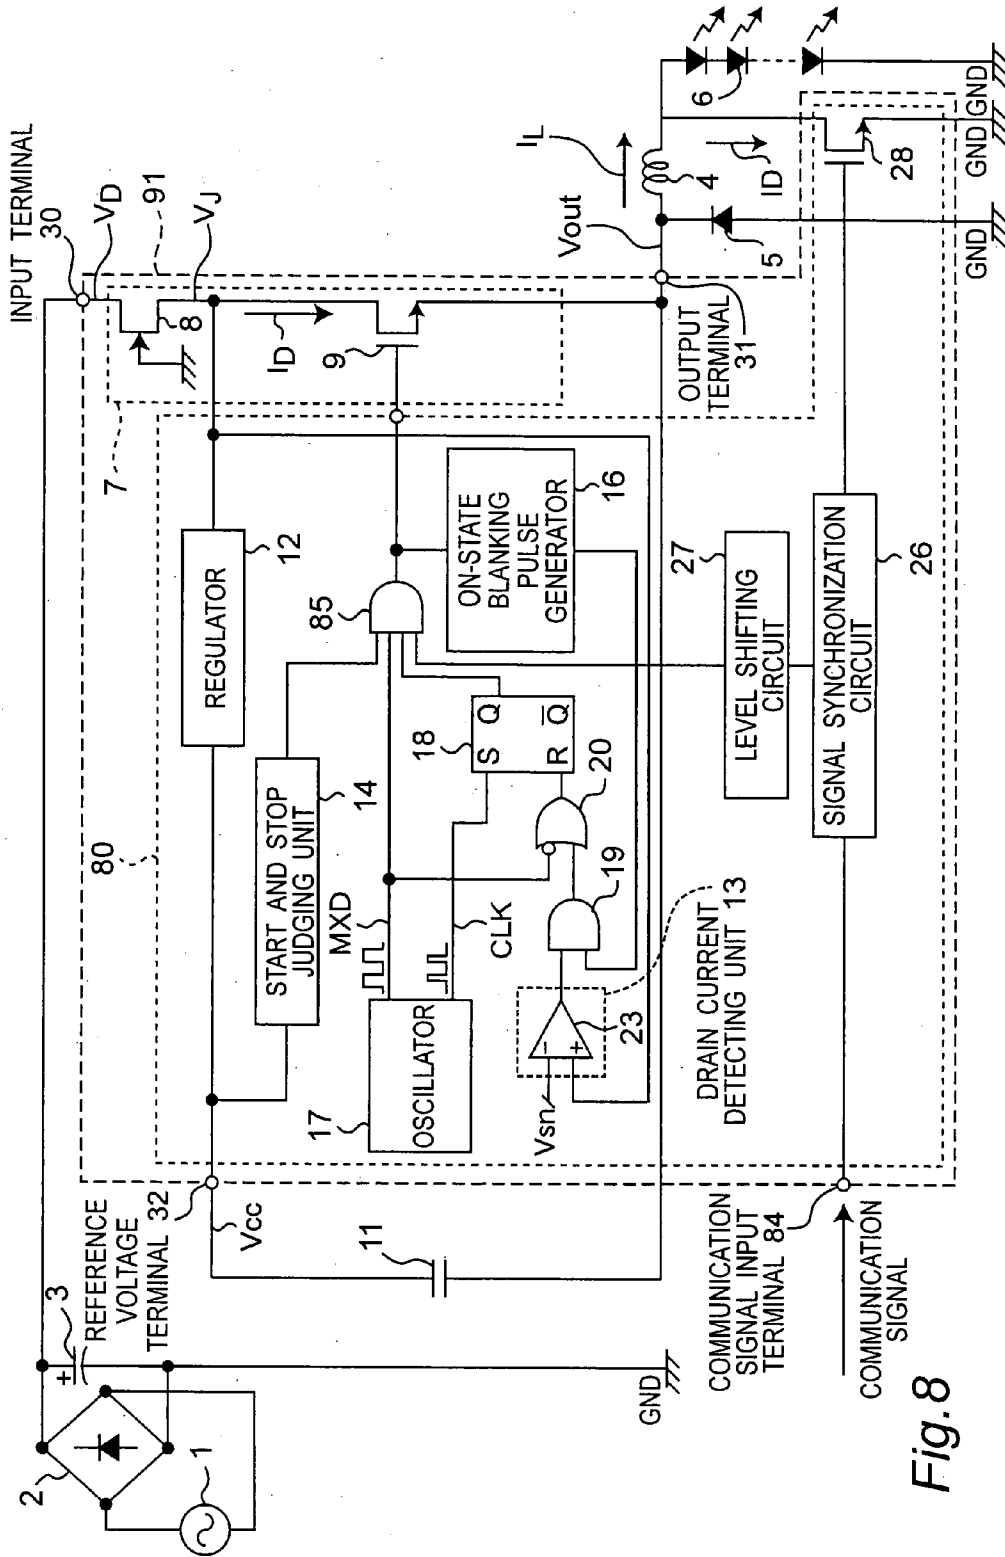 INPUT TERMINAL
30
VD
91
VJ
8
ID
9
7
OUTPUT
TERMINAL
31
Vout
IL
4
ID
5
6
28
GND
GND
GND
80
REGULATOR
12
START AND STOP
JUDGING UNIT
14
85
ON-STATE
BLANKING
PULSE
GENERATOR
16
MXD
CLK
OSCILLATOR
17
18
S
Q
R
Q̅
20
19
23
-
+
Vsn
DRAIN CURRENT
DETECTING UNIT 13
LEVEL SHIFTING
CIRCUIT
27
SIGNAL SYNCHRONIZATION
CIRCUIT
26
2
1
3
+
REFERENCE
VOLTAGE
TERMINAL 32
Vcc
11
GND
COMMUNICATION
SIGNAL INPUT
TERMINAL 84
COMMUNICATION
SIGNAL
Fig.8